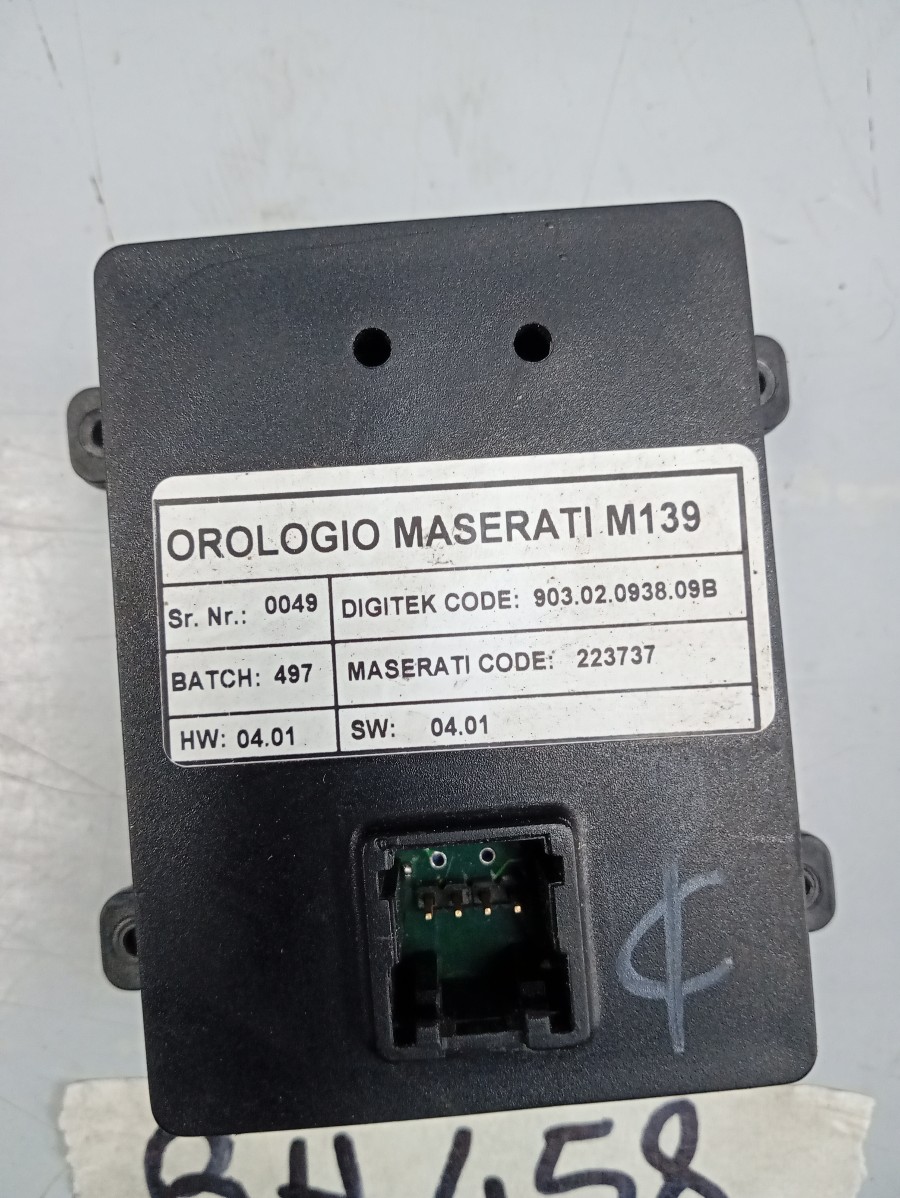 OROLOGIO MASERATI M139
Sr. Nr.: 0049 DIGITEK CODE: 903.02.0938.09B
BATCH: 497 MASERATI CODE: 223737
HW: 04.01 SW: 04.01